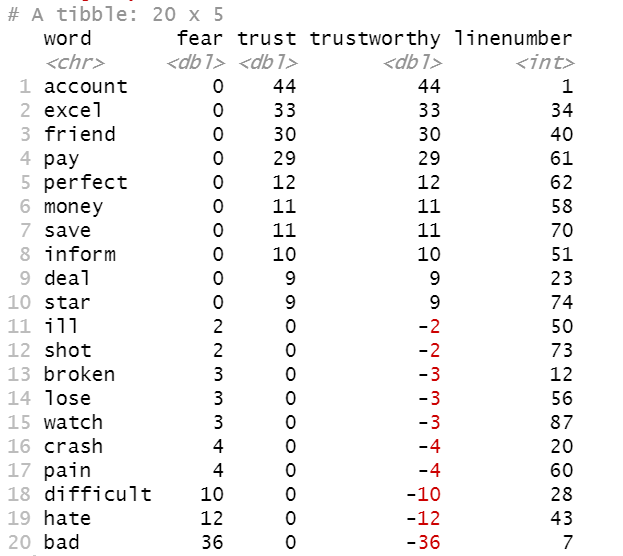 # A tibble: 20 x 5
word fear trust trustworthy linenumber
<chr> <dbl> <dbl> <dbl> <int>
1 account 0 44 44 1
2 excel 0 33 33 34
3 friend 0 30 30 40
4 pay 0 29 29 61
5 perfect 0 12 12 62
6 money 0 11 11 58
7 save 0 11 11 70
8 inform 0 10 10 51
9 deal 0 9 9 23
10 star 0 9 9 74
11 ill 2 0 -2 50
12 shot 2 0 -2 73
13 broken 3 0 -3 12
14 lose 3 0 -3 56
15 watch 3 0 -3 87
16 crash 4 0 -4 20
17 pain 4 0 -4 60
18 difficult 10 0 -10 28
19 hate 12 0 -12 43
20 bad 36 0 -36 7